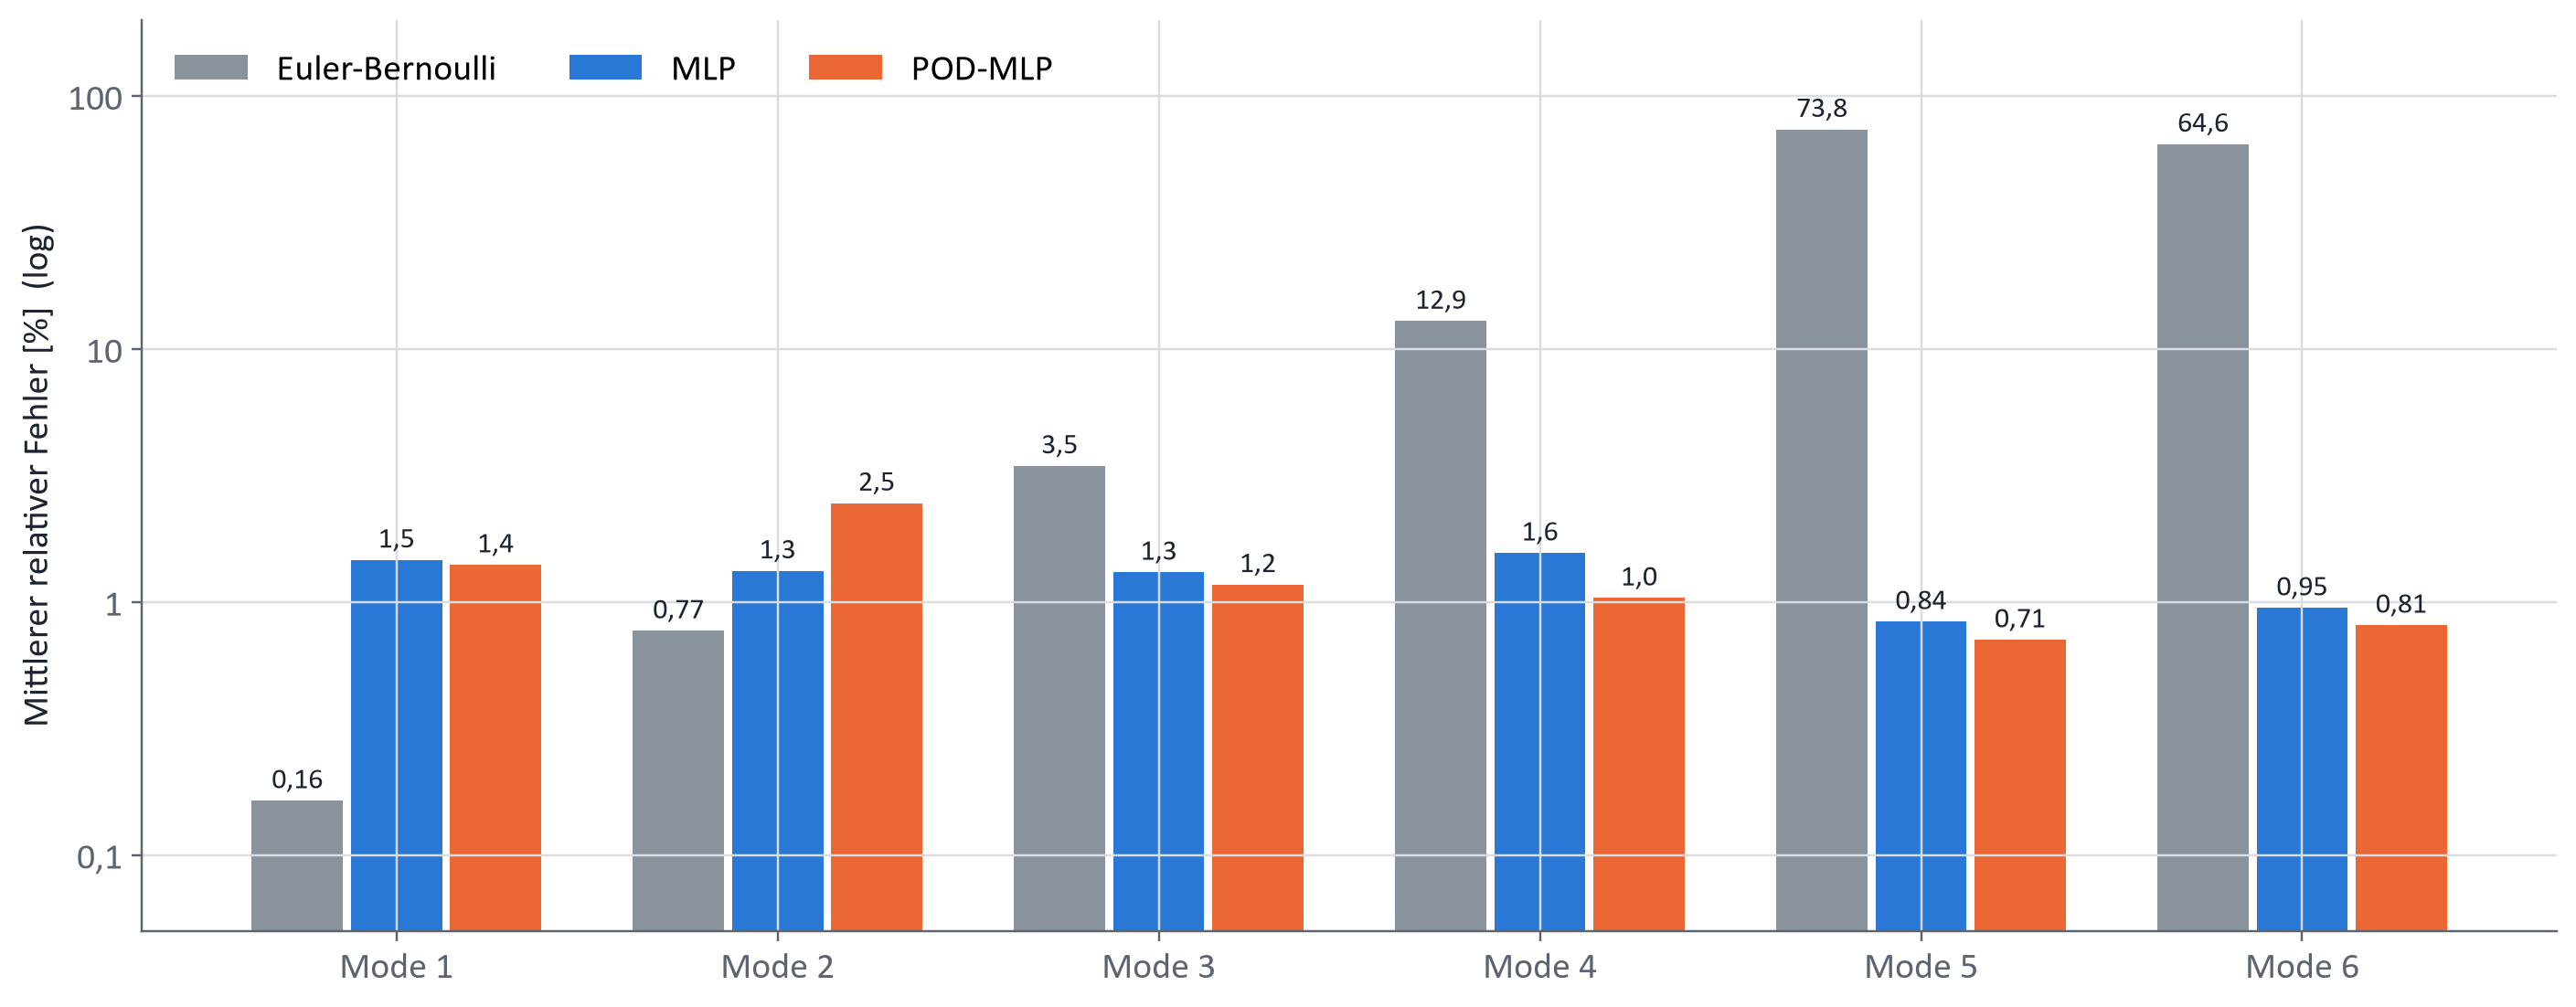 Euler-Bernoulli MLP POD-MLP
Mittlerer relativer Fehler [%] (log)
100
10
1
0,1
0,16 1,5 1,4
0,77 1,3 2,5
3,5 1,3 1,2
12,9 1,6 1,0
73,8 0,84 0,71
64,6 0,95 0,81
Mode 1 Mode 2 Mode 3 Mode 4 Mode 5 Mode 6